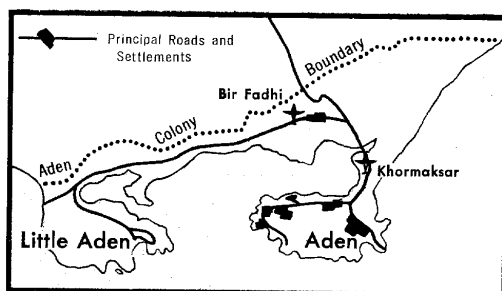 Principal Roads and
Settlements
Boundary
Bir Fadhi
Colony
Aden
Khormaksar
Little Aden
Aden